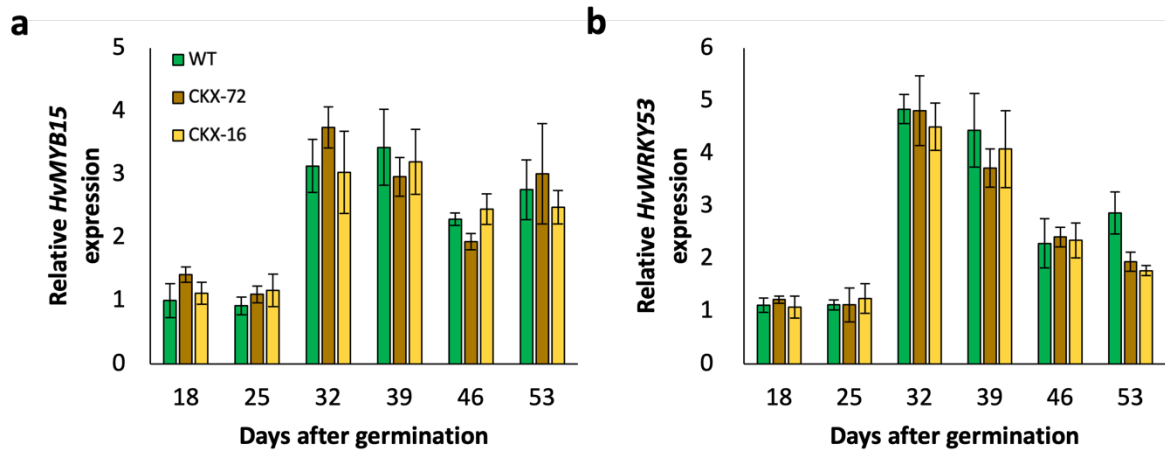 a
Relative HvMYB15
expression
5
4
3
2
1
0
WT
CKX-72
CKX-16
18 25 32 39 46 53
Days after germination
b
Relative HvWRKY53
expression
6
5
4
3
2
1
0
18 25 32 39 46 53
Days after germination